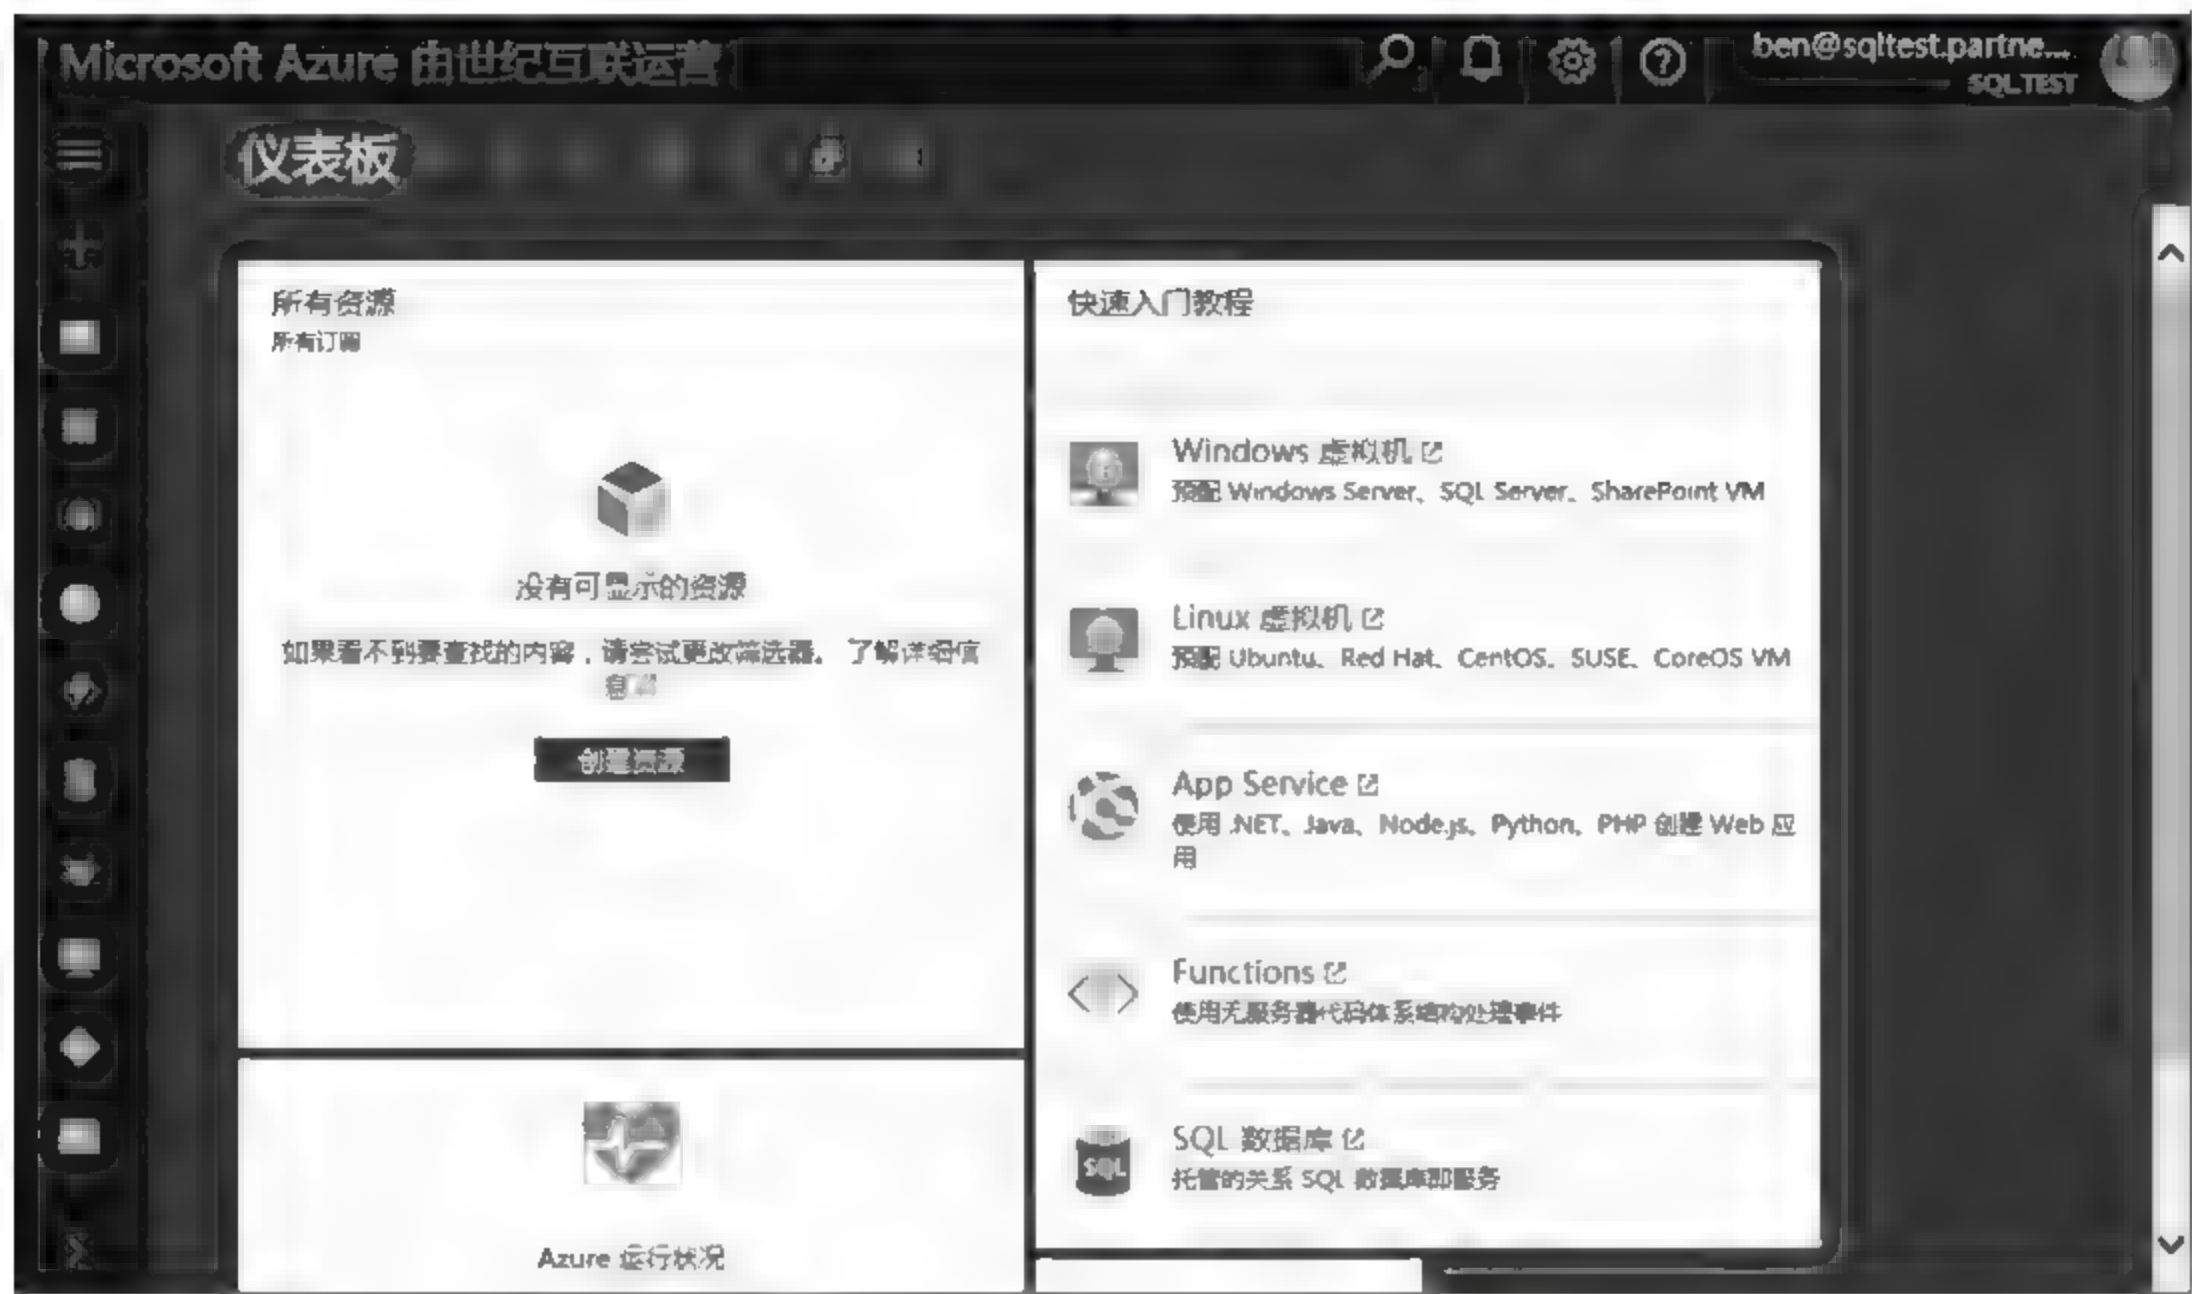 Microsoft Azure 由世纪互联运营
ben@sqltest.partne...
SQLTEST
仪表板
所有资源
所有订阅
没有可显示的资源
如果看不到要查找的内容，请尝试更改筛选器。 了解详细信
息
创建资源
Azure 运行状况
快速入门教程
Windows 虚拟机
预配 Windows Server、SQL Server、SharePoint VM
Linux 虚拟机
预配 Ubuntu、Red Hat、CentOS、SUSE、CoreOS VM
App Service
使用 .NET、Java、Node.js、Python、PHP 创建 Web 应
用
Functions
使用无服务器代码体系结构处理事件
SQL 数据库
托管的关系 SQL 数据库即服务
SQL